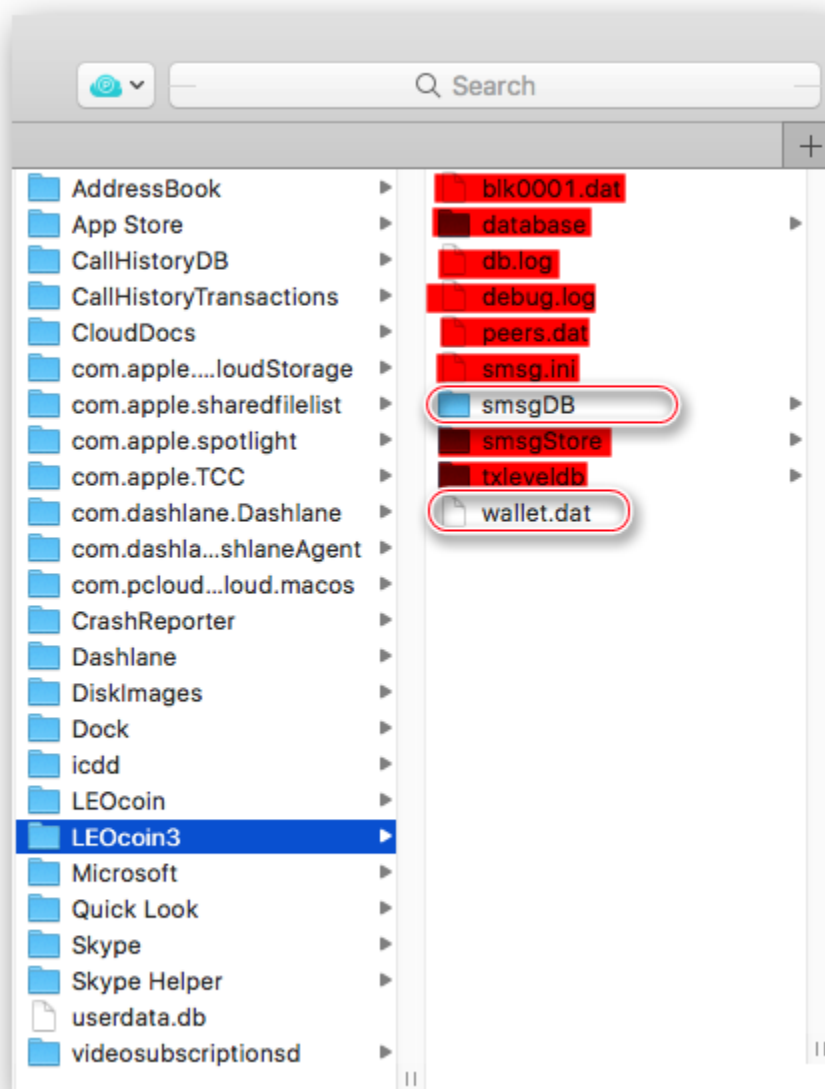 Search
+
AddressBook
App Store
CallHistoryDB
CallHistoryTransactions
CloudDocs
com.apple....loudStorage
com.apple.sharedfilelist
com.apple.spotlight
com.apple.TCC
com.dashlane.Dashlane
com.dashla...shlaneAgent
com.pcloud...loud.macos
CrashReporter
Dashlane
DiskImages
Dock
icdd
LEOcoin
LEOcoin3
Microsoft
Quick Look
Skype
Skype Helper
userdata.db
videosubscriptionsd
blk0001.dat
database
db.log
debug.log
peers.dat
smsg.ini
smsgDB
smsgStore
txleveldb
wallet.dat